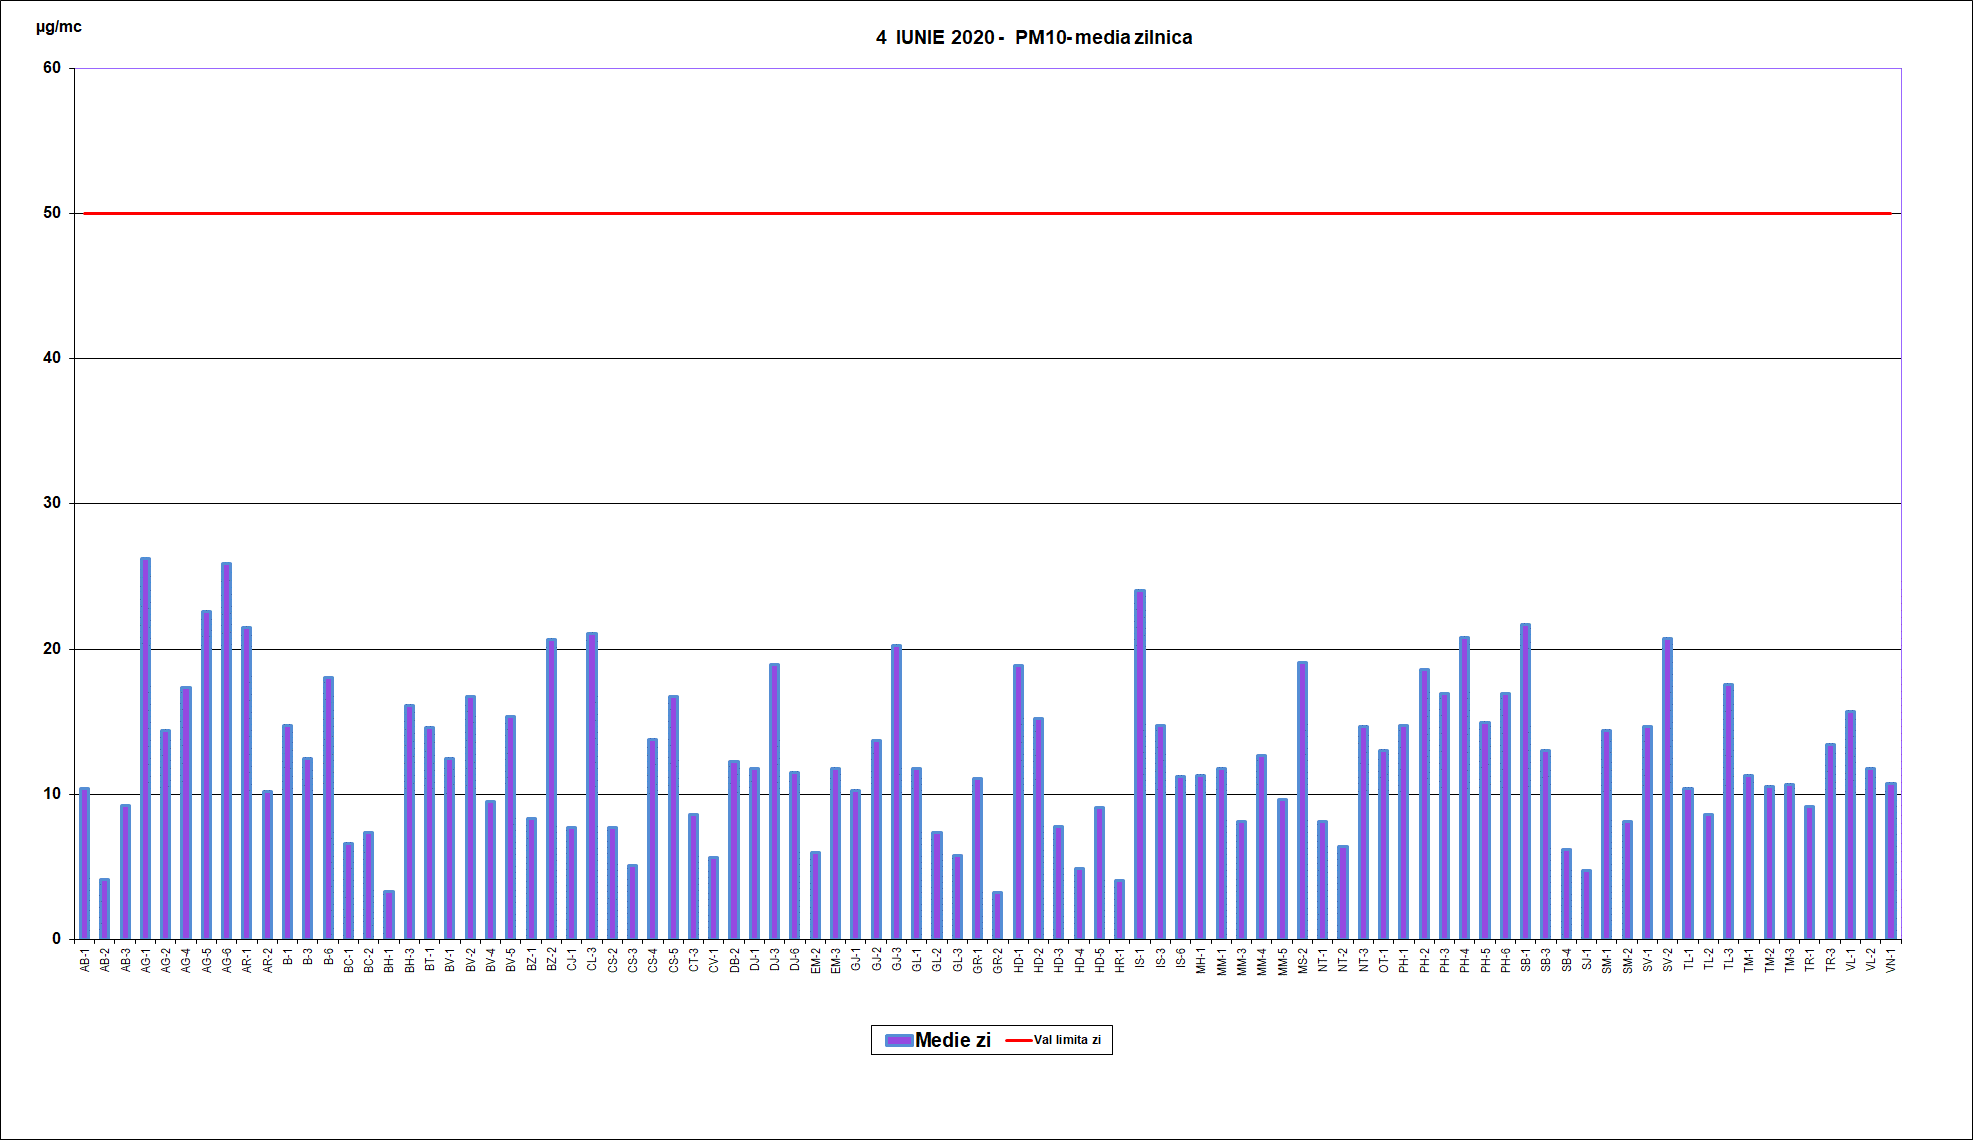 µg/mc
4 IUNIE 2020 - PM10- media zilnica
60
50
40
30
20
10
0
AB-1 AB-2 AB-3 AG-1 AG-2 AG-4 AG-5 AG-6 AR-1 AR-2 B-1 B-3 B-6 BC-1 BC-2 BH-1 BH-3 BT-1 BV-1 BV-2 BV-4 BV-5 BZ-1 BZ-2 CJ-1 CL-3 CS-2 CS-3 CS-4 CS-5 CT-3 CV-1 DB-2 DJ-1 DJ-3 DJ-6 EM-2 EM-3 GJ-1 GJ-2 GJ-3 GL-1 GL-2 GL-3 GR-1 GR-2 HD-1 HD-2 HD-3 HD-4 HD-5 HR-1 IS-1 IS-3 IS-6 MH-1 MM-1 MM-3 MM-4 MM-5 MS-2 NT-1 NT-2 NT-3 OT-1 PH-1 PH-2 PH-3 PH-4 PH-5 PH-6 SB-1 SB-3 SB-4 SJ-1 SM-1 SM-2 SV-1 SV-2 TL-1 TL-2 TL-3 TM-1 TM-2 TM-3 TR-1 TR-3 VL-1 VL-2 VN-1
Medie zi Val limita zi